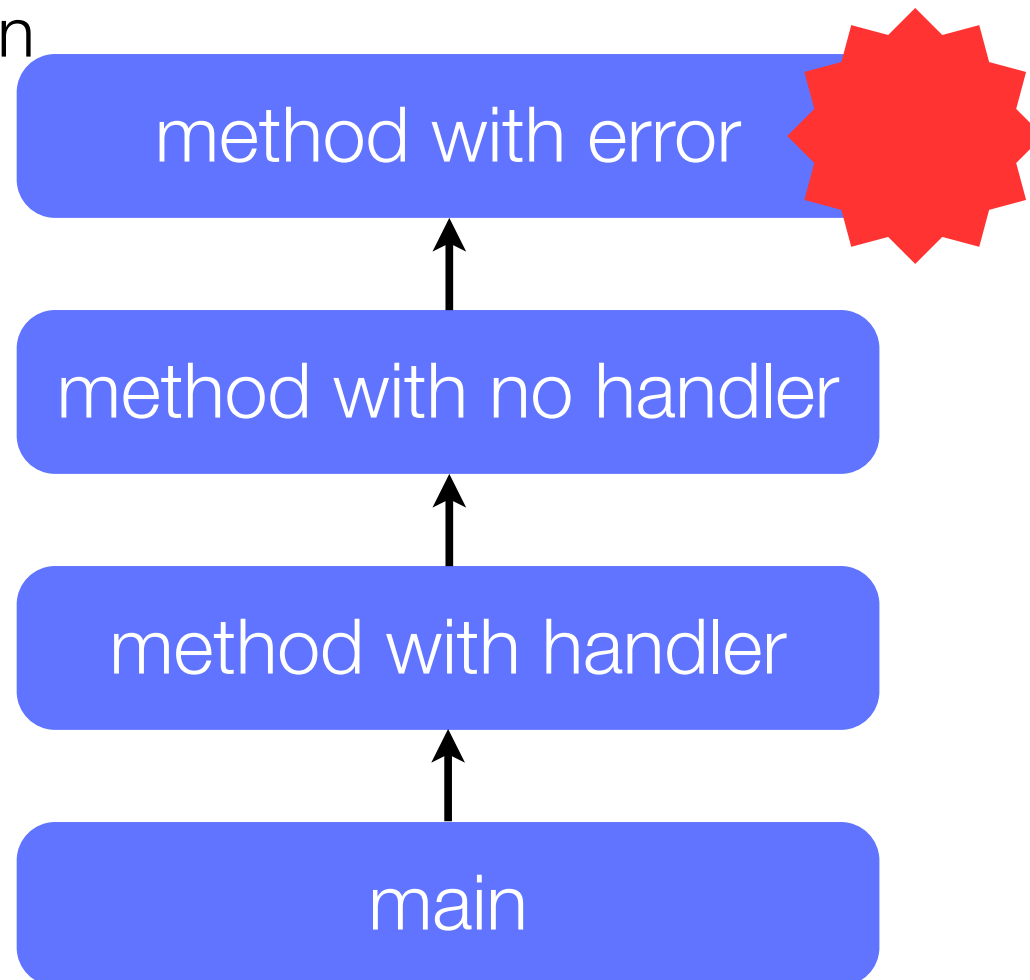 n
method with error
method with no handler
method with handler
main